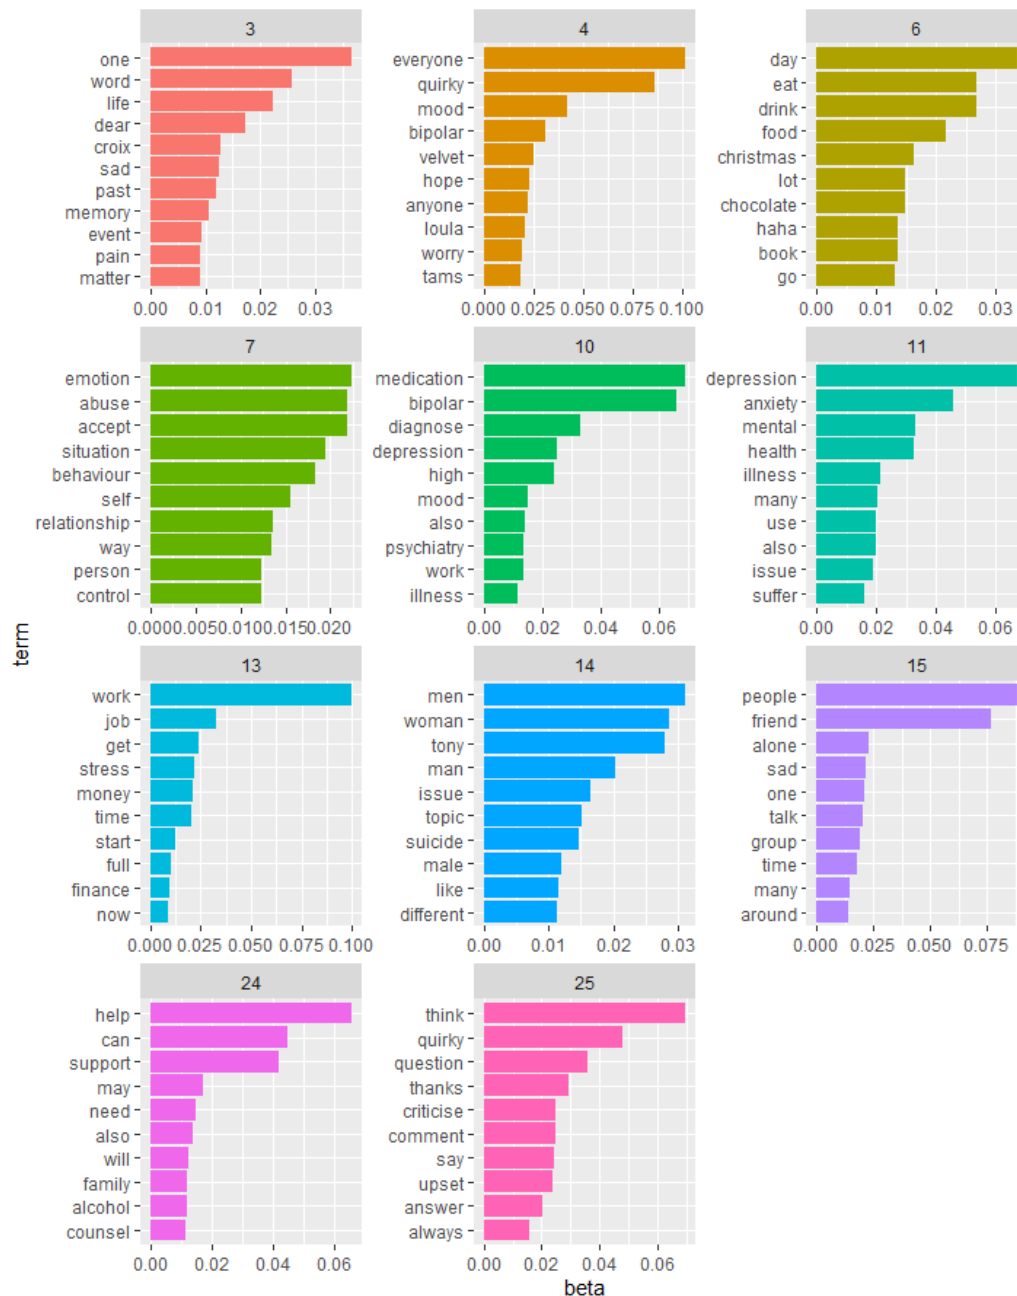 3
one
word
life
dear
croix
sad
past
memory
event
pain
matter
0.00 0.01 0.02 0.03
4
everyone
quirky
mood
bipolar
velvet
hope
anyone
loula
worry
tams
0.000 0.025 0.050 0.075 0.100
6
day
eat
drink
food
christmas
lot
chocolate
haha
book
go
0.00 0.01 0.02 0.03
7
emotion
abuse
accept
situation
behaviour
self
relationship
way
person
control
0.000 0.005 0.010 0.015 0.020
10
medication
bipolar
diagnose
depression
high
mood
also
psychiatry
work
illness
0.00 0.02 0.04 0.06
11
depression
anxiety
mental
health
illness
many
use
also
issue
suffer
0.00 0.02 0.04 0.06
term
13
work
job
get
stress
money
time
start
full
finance
now
0.000 0.025 0.050 0.075 0.100
14
men
woman
tony
man
issue
topic
suicide
male
like
different
0.00 0.01 0.02 0.03
15
people
friend
alone
sad
one
talk
group
time
many
around
0.000 0.025 0.050 0.075
24
help
can
support
may
need
also
will
family
alcohol
counsel
0.00 0.02 0.04 0.06
25
think
quirky
question
thanks
criticise
comment
say
upset
answer
always
0.00 0.02 0.04 0.06
beta